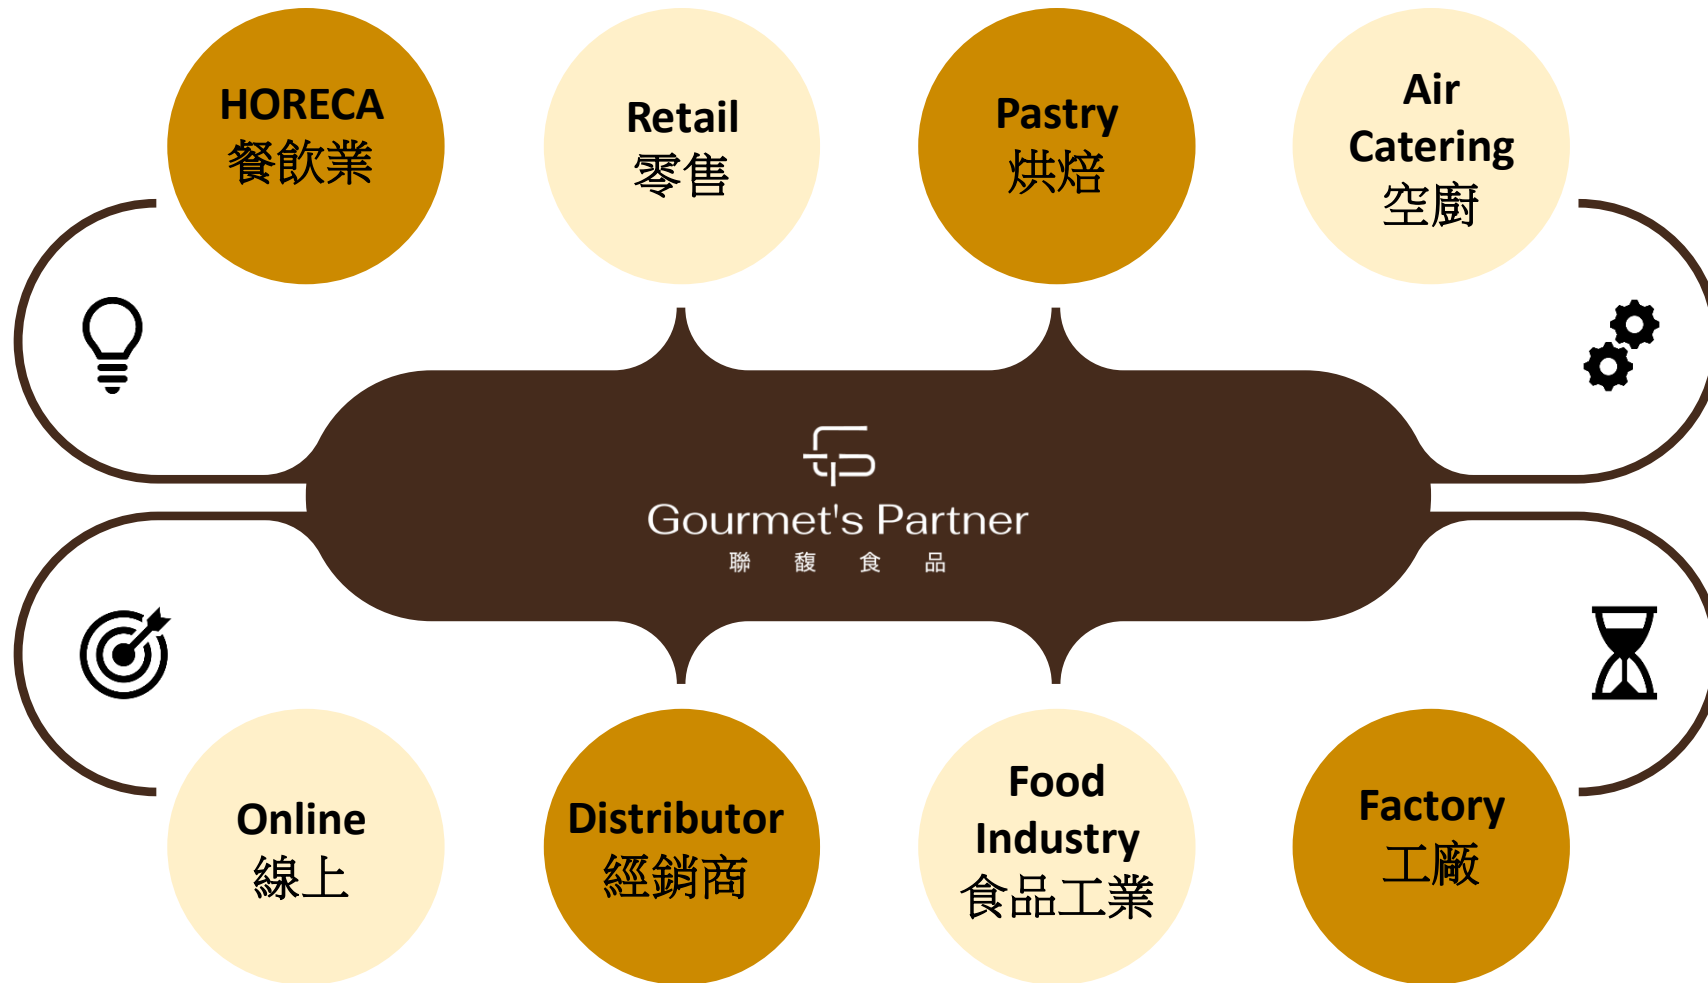 HORECA
餐飲業
Retail
零售
Pastry
烘焙
Air
Catering
空廚
Gourmet's Partner
聯馥食品
Online
線上
Distributor
經銷商
Food
Industry
食品工業
Factory
工廠